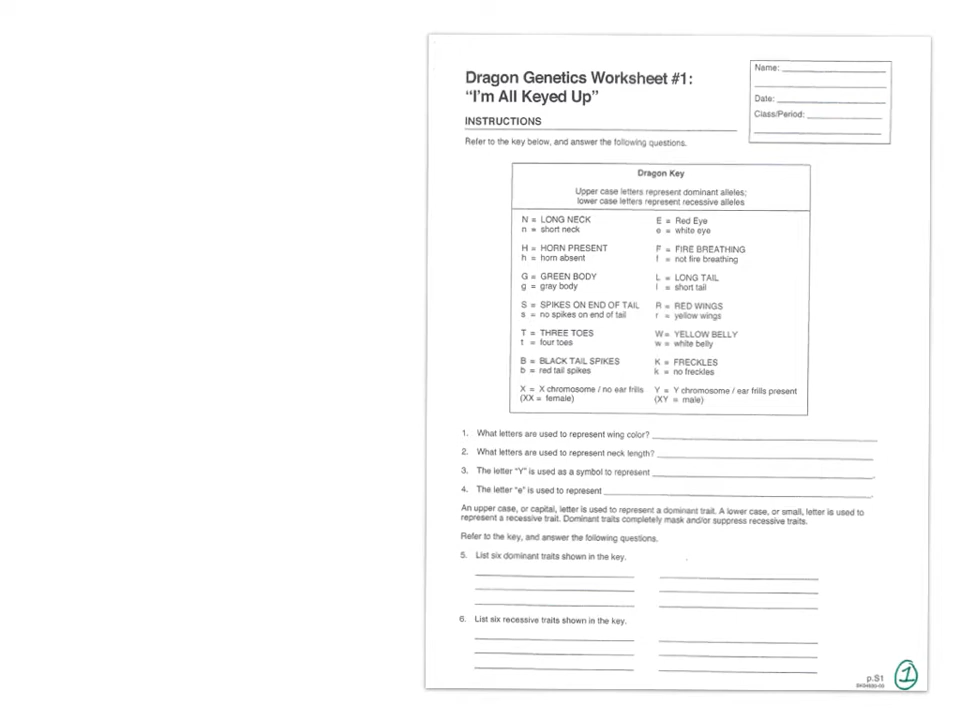 Dragon Genetics Worksheet #1:
“I'm All Keyed Up”
Name:
Date:
Class/Period:
INSTRUCTIONS
Refer to the key below, and answer the following questions.
Dragon Key
Upper case letters represent dominant alleles;
lower case letters represent recessive alleles
N = LONG NECK
n = short neck
H = HORN PRESENT
h = horn absent
G = GREEN BODY
g = gray body
S = SPIKES ON END OF TAIL
s = no spikes on end of tail
T = THREE TOES
t = four toes
B = BLACK TAIL SPIKES
b = red tail spikes
X = X chromosome / no ear frills
(XX = female)
E = Red Eye
e = white eye
F = FIRE BREATHING
f = not fire breathing
L = LONG TAIL
l = short tail
R = RED WINGS
r = yellow wings
W = YELLOW BELLY
w = white belly
K = FRECKLES
k = no freckles
Y = Y chromosome / ear frills present
(XY = male)
1. What letters are used to represent wing color?
2. What letters are used to represent neck length?
3. The letter “Y” is used as a symbol to represent
4. The letter “e” is used to represent
An upper case, or capital, letter is used to represent a dominant trait. A lower case, or small, letter is used to
represent a recessive trait. Dominant traits completely mask and/or suppress recessive traits.
Refer to the key, and answer the following questions.
5. List six dominant traits shown in the key.
6. List six recessive traits shown in the key.
p.S1
1